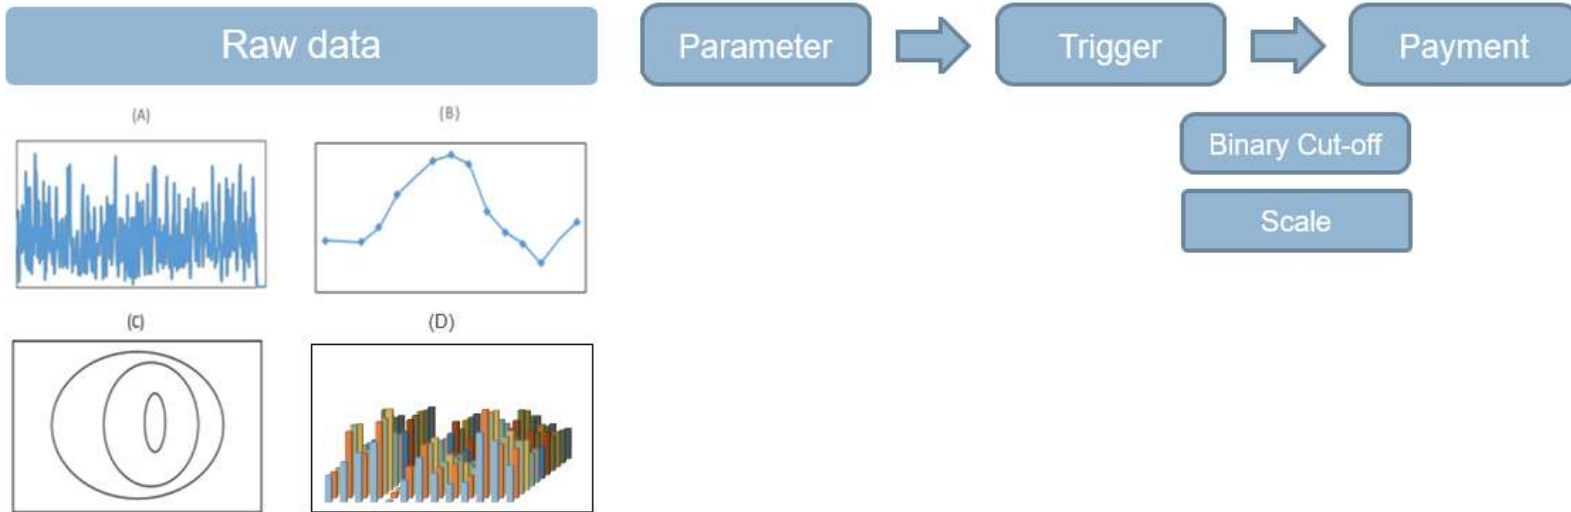 Raw data
Parameter
Trigger
Payment
(A)
(B)
Binary Cut-off
Scale
(C)
(D)